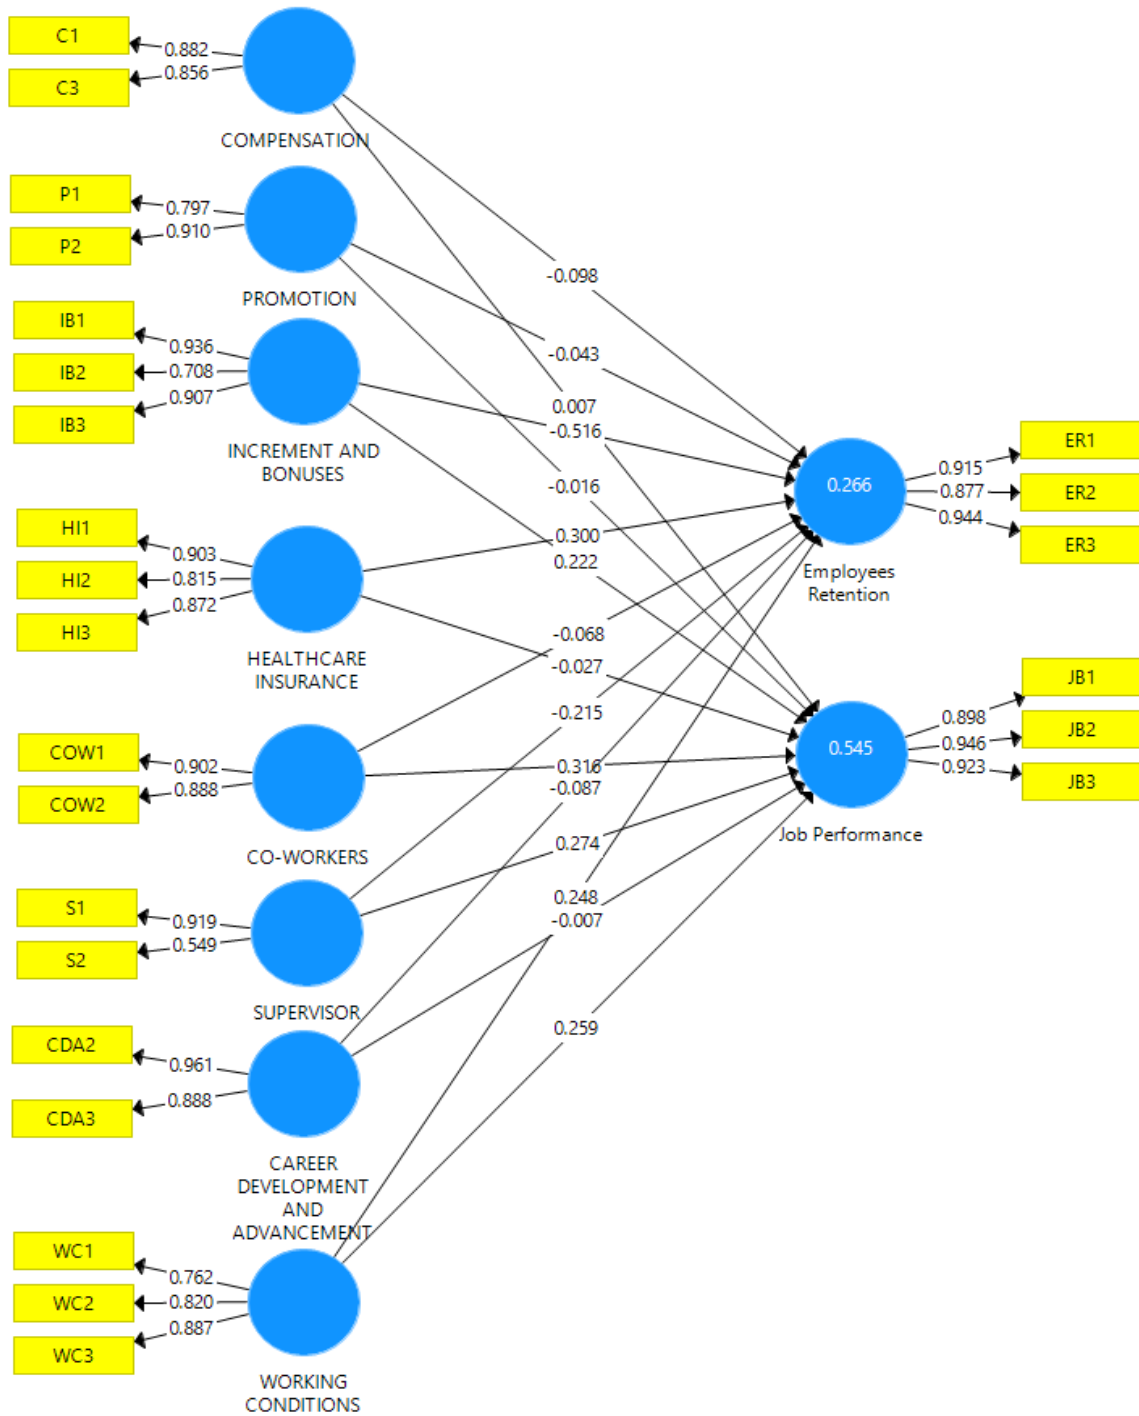 C1
0.882
C3
0.856
COMPENSATION
P1
0.797
P2
0.910
PROMOTION
IB1
0.936
IB2
0.708
IB3
0.907
INCREMENT AND
BONUSES
HI1
0.903
HI2
0.815
HI3
0.872
HEALTHCARE
INSURANCE
COW1
0.902
COW2
0.888
CO-WORKERS
S1
0.919
S2
0.549
SUPERVISOR
CDA2
0.961
CDA3
0.888
CAREER
DEVELOPMENT
AND
ADVANCEMENT
WC1
0.762
WC2
0.820
WC3
0.887
WORKING
CONDITIONS
-0.098
-0.043
0.007
-0.516
-0.016
0.300
0.222
-0.068
-0.027
-0.215
0.316
-0.087
0.274
0.248
-0.007
0.259
0.266
Employees
Retention
0.915
ER1
0.877
ER2
0.944
ER3
0.545
Job Performance
0.898
JB1
0.946
JB2
0.923
JB3